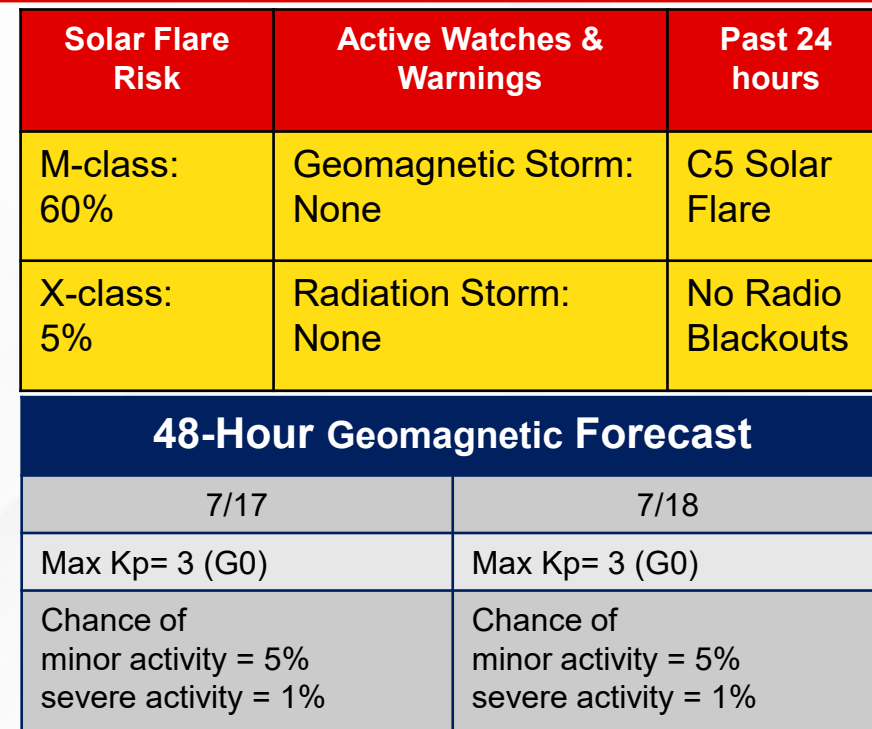 Solar Flare
Risk
Active Watches &
Warnings
Past 24
hours
M-class:
60%
Geomagnetic Storm:
None
C5 Solar
Flare
X-class:
5%
Radiation Storm:
None
No Radio
Blackouts
48-Hour Geomagnetic Forecast
7/17
7/18
Max Kp= 3 (G0)
Max Kp= 3 (G0)
Chance of
minor activity = 5%
severe activity = 1%
Chance of
minor activity = 5%
severe activity = 1%